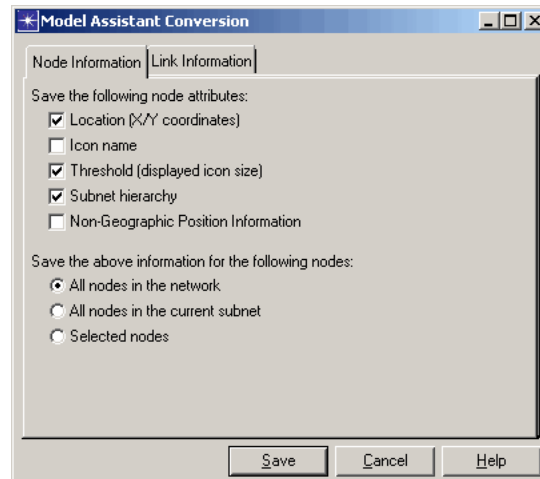 Model Assistant Conversion
Node Information Link Information
Save the following node attributes:
Location (X/Y coordinates)
Icon name
Threshold (displayed icon size)
Subnet hierarchy
Non-Geographic Position Information
Save the above information for the following nodes:
All nodes in the network
All nodes in the current subnet
Selected nodes
Save Cancel Help